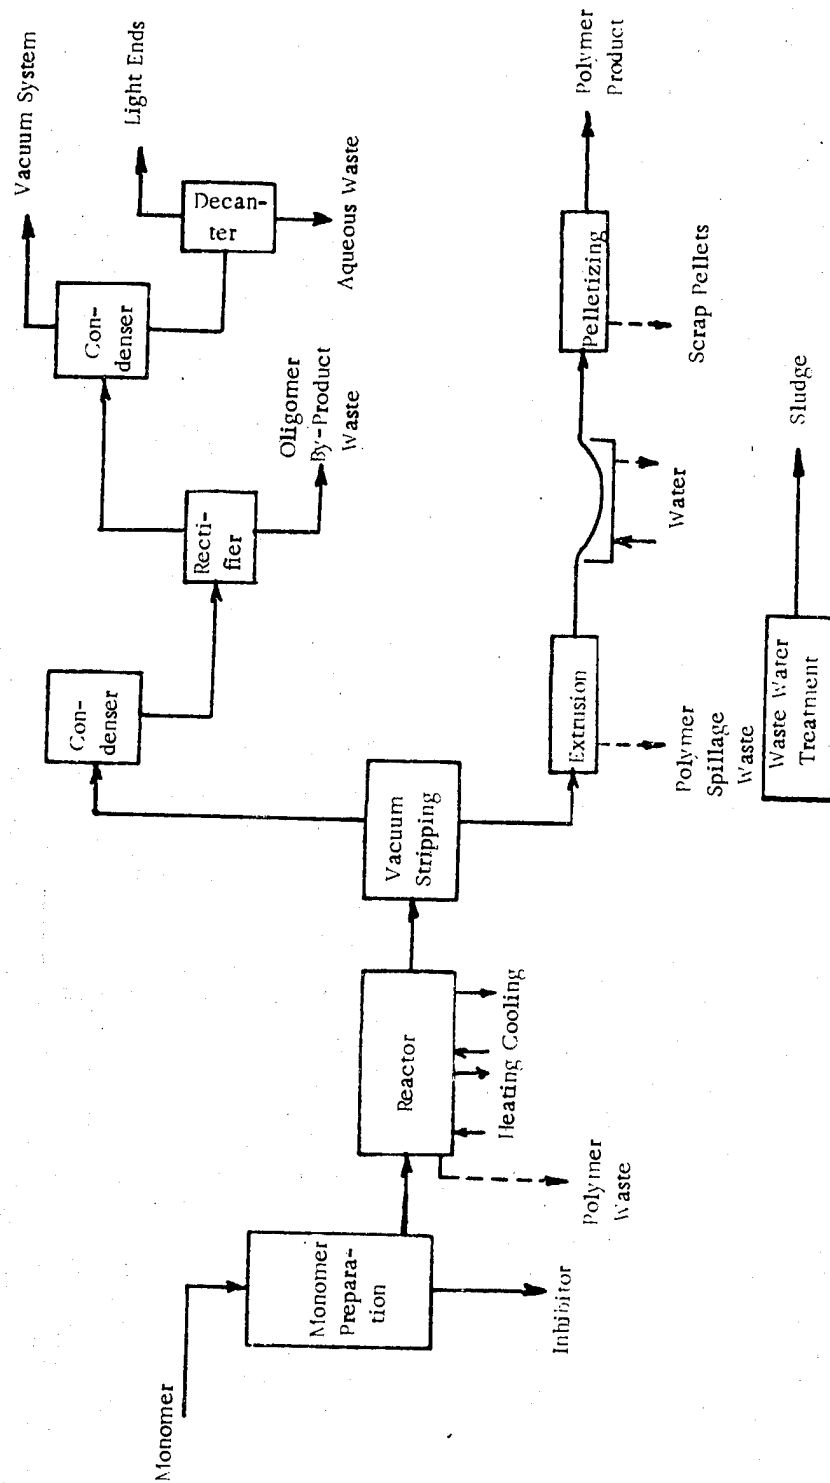 Monomer
Monomer
Prepara-
tion
Inhibitor
Reactor
Heating Cooling
Polymer
Waste
Vacuum
Stripping
Con-
denser
Recti-
fier
Oligomer
By-Product
Waste
Con-
denser
Vacuum System
Decan-
ter
Light Ends
Aqueous Waste
Extrusion
Polymer
Spillage
Waste
Water
Pelletizing
Scrap Pellets
Polymer
Product
Waste Water
Treatment
Sludge